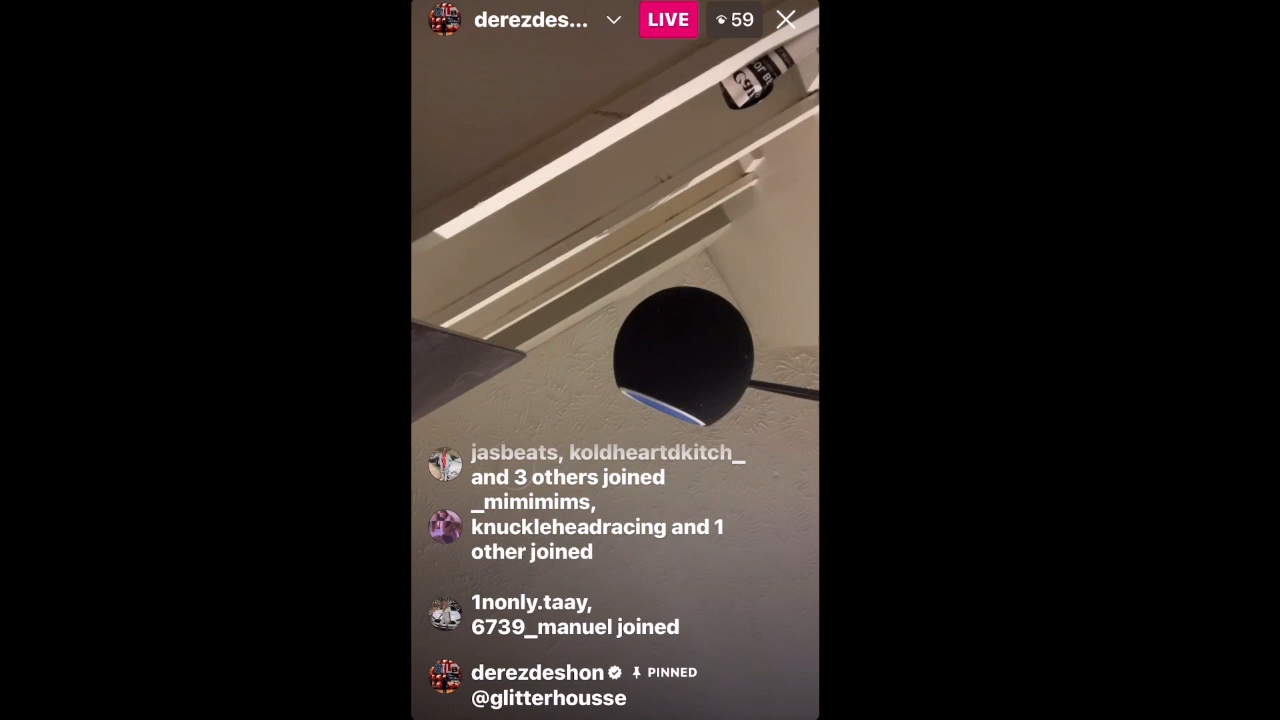 derezdes...
LIVE
59
jasbeats, koldheartdkitch_
and 3 others joined
_mimimims,
knuckleheadracing and 1
other joined
1nonly.taay,
6739_manuel joined
derezdeshon PINNED
@glitterhousse